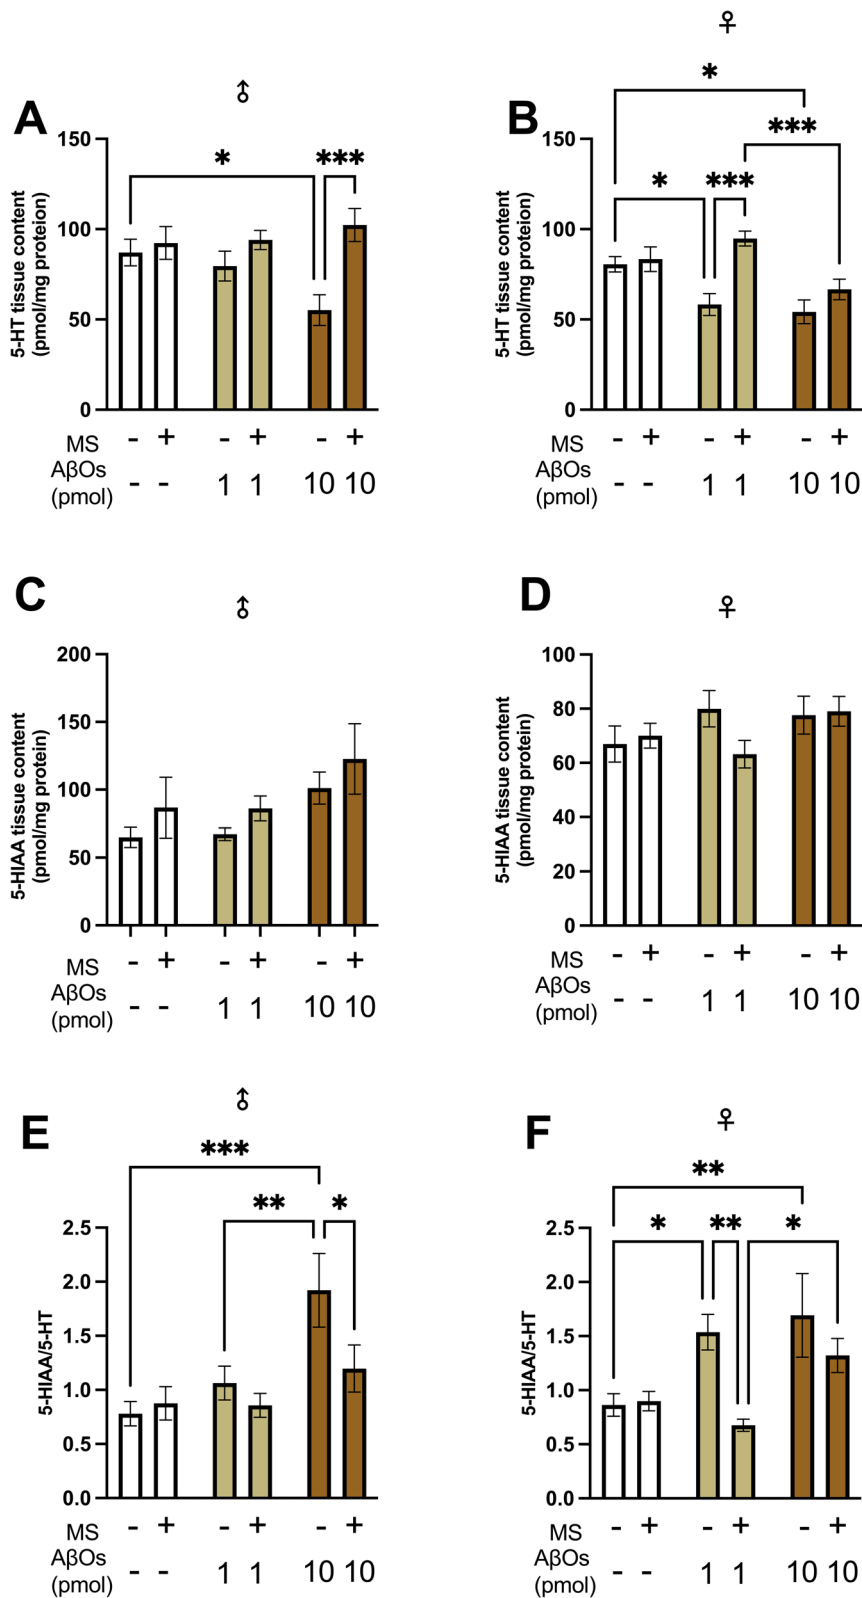 ♀
♂
A
B
*
***
*
***
*
***
5-HT tissue content
(pmol/mg proteion)
150
100
50
0
5-HT tissue content
(pmol/mg proteion)
150
100
50
0
MS - + - + - +
AβOs
(pmol) - - 1 1 10 10
MS - + - + - +
AβOs
(pmol) - - 1 1 10 10
C
♂
D
♀
5-HIAA tissue content
(pmol/mg protein)
200
150
100
50
0
5-HIAA tissue content
(pmol/mg protein)
100
80
60
40
20
0
MS - + - + - +
AβOs
(pmol) - - 1 1 10 10
MS - + - + - +
AβOs
(pmol) - - 1 1 10 10
♂
♀
E
F
***
**
*
**
*
**
*
5-HIAA/5-HT
2.5
2.0
1.5
1.0
0.5
0.0
5-HIAA/5-HT
2.5
2.0
1.5
1.0
0.5
0.0
MS - + - + - +
AβOs
(pmol) - - 1 1 10 10
MS - + - + - +
AβOs
(pmol) - - 1 1 10 10